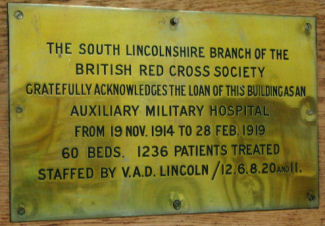 THE SOUTH LINCOLNSHIRE BRANCH OF THE
BRITISH RED CROSS SOCIETY
GRATEFULLY ACKNOWLEDGES THE LOAN OF THIS BUILDING AS AN
AUXILIARY MILITARY HOSPITAL
FROM 19 NOV. 1914 TO 28 FEB. 1919
60 BEDS. 1236 PATIENTS TREATED
STAFFED BY V.A.D. LINCOLN/12.6.8.20 AND 11.